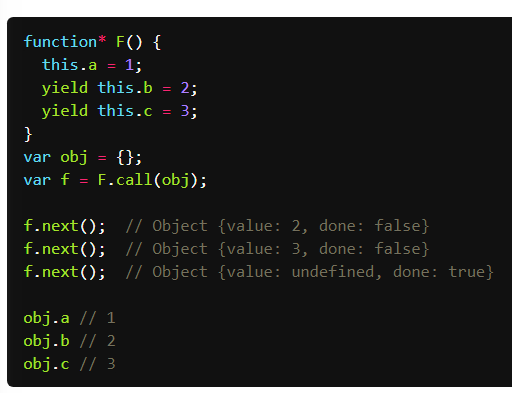 function* F() {
  this.a = 1;
  yield this.b = 2;
  yield this.c = 3;
}
var obj = {};
var f = F.call(obj);

f.next();  // Object {value: 2, done: false}
f.next();  // Object {value: 3, done: false}
f.next();  // Object {value: undefined, done: true}

obj.a // 1
obj.b // 2
obj.c // 3